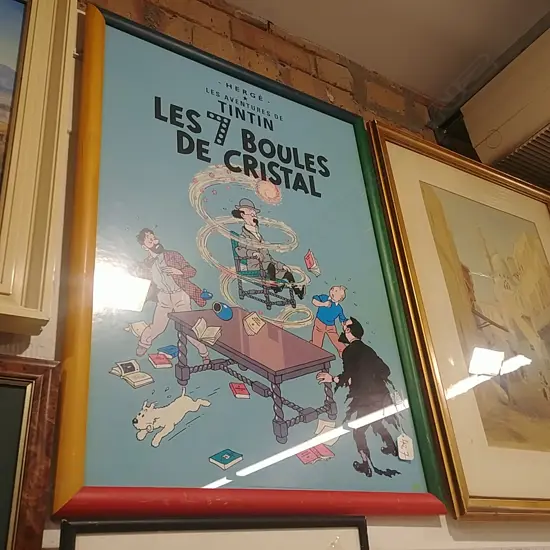 HERGÉ
LES AVENTURES DE
TINTIN
LES 7 BOULES
DE CRISTAL